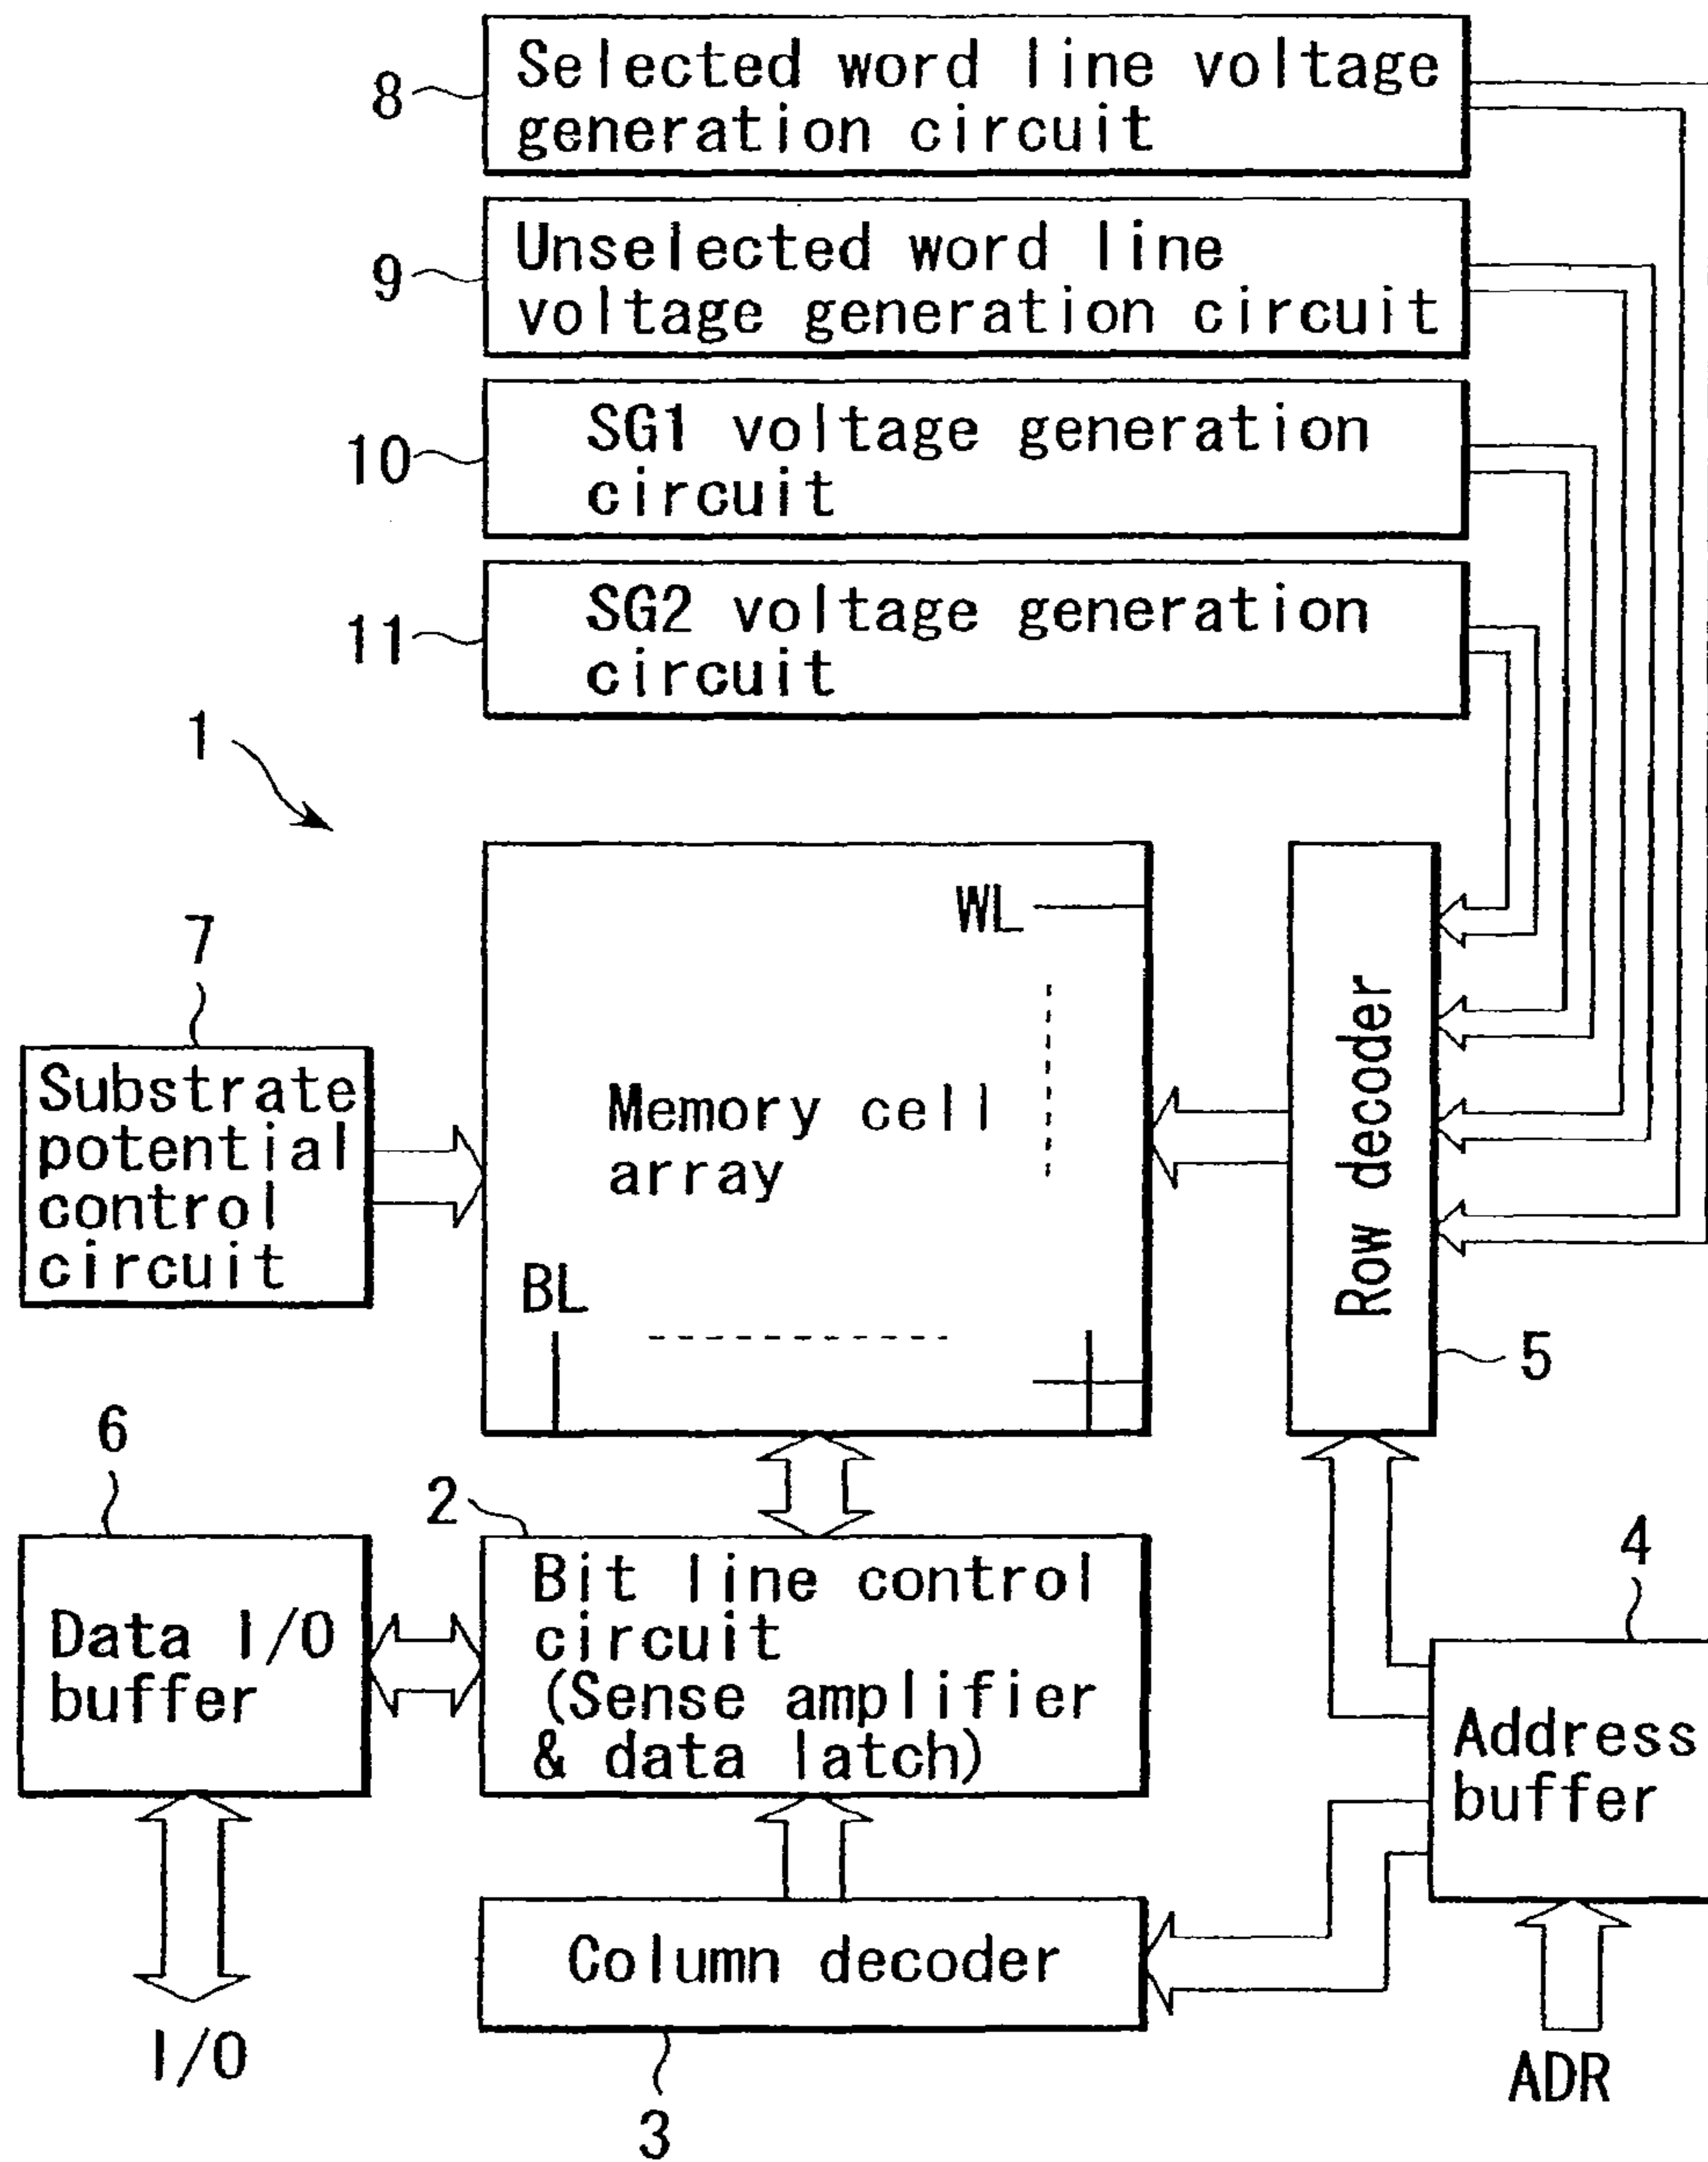 8
Selected word line voltage
generation circuit
9
Unselected word line
voltage generation circuit
10
SG1 voltage generation
circuit
11
SG2 voltage generation
circuit
1
WL
7
Substrate
potential
control
circuit
Memory cell
array
Row decoder
BL
5
6
2
4
Data I/O
buffer
Bit line control
circuit
(Sense amplifier
& data latch)
Address
buffer
Column decoder
I/O
3
ADR